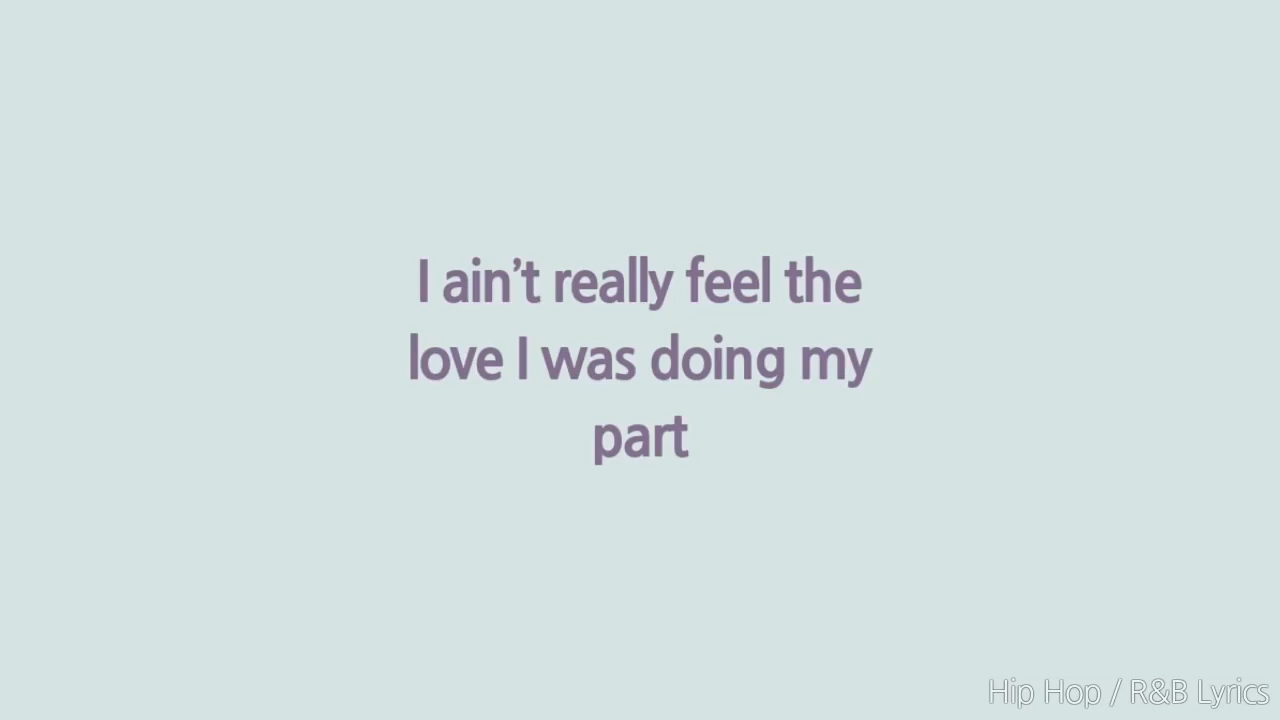 I ain’t really feel the
love I was doing my
part
Hip Hop / R&B Lyrics